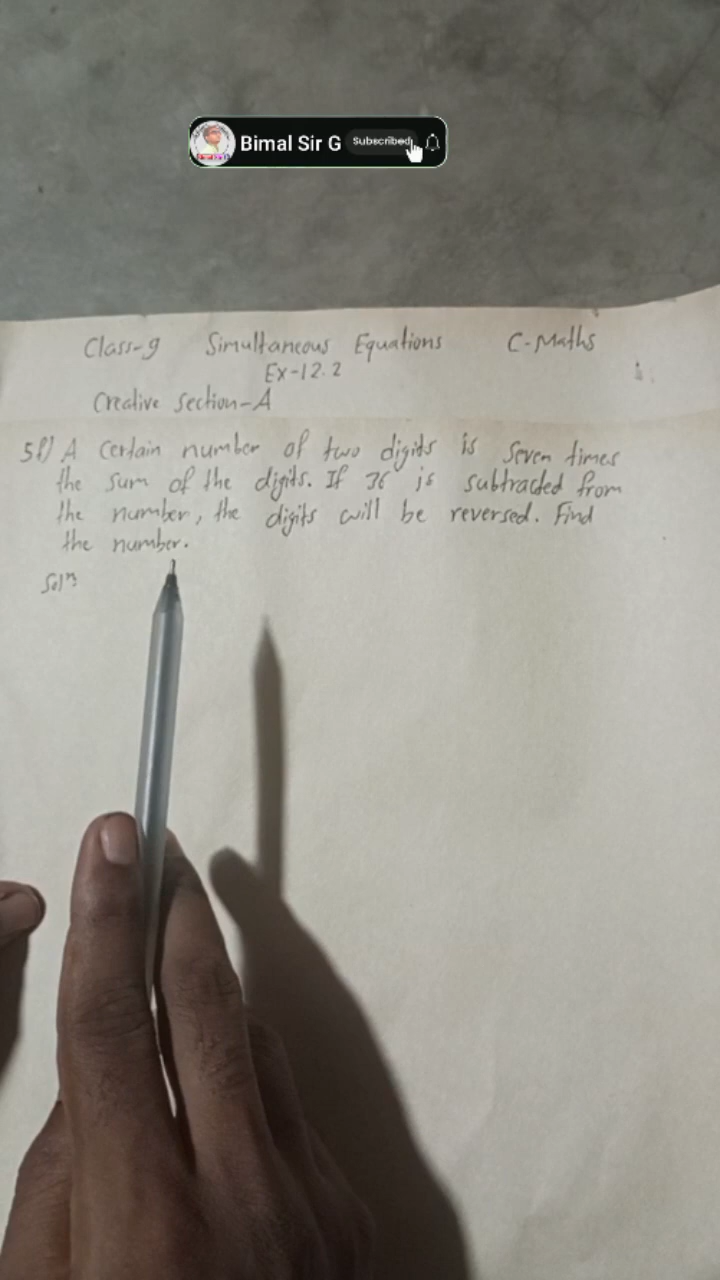 Bimal Sir G Subscribed
Class-9 Simultaneous Equations C-Maths
Ex-12.2
Creative Section-A
5f) A Certain number of two digits is seven times
the sum of the digits. If 36 is subtracted from
the number, the digits will be reversed. Find
the number.
Solⁿ